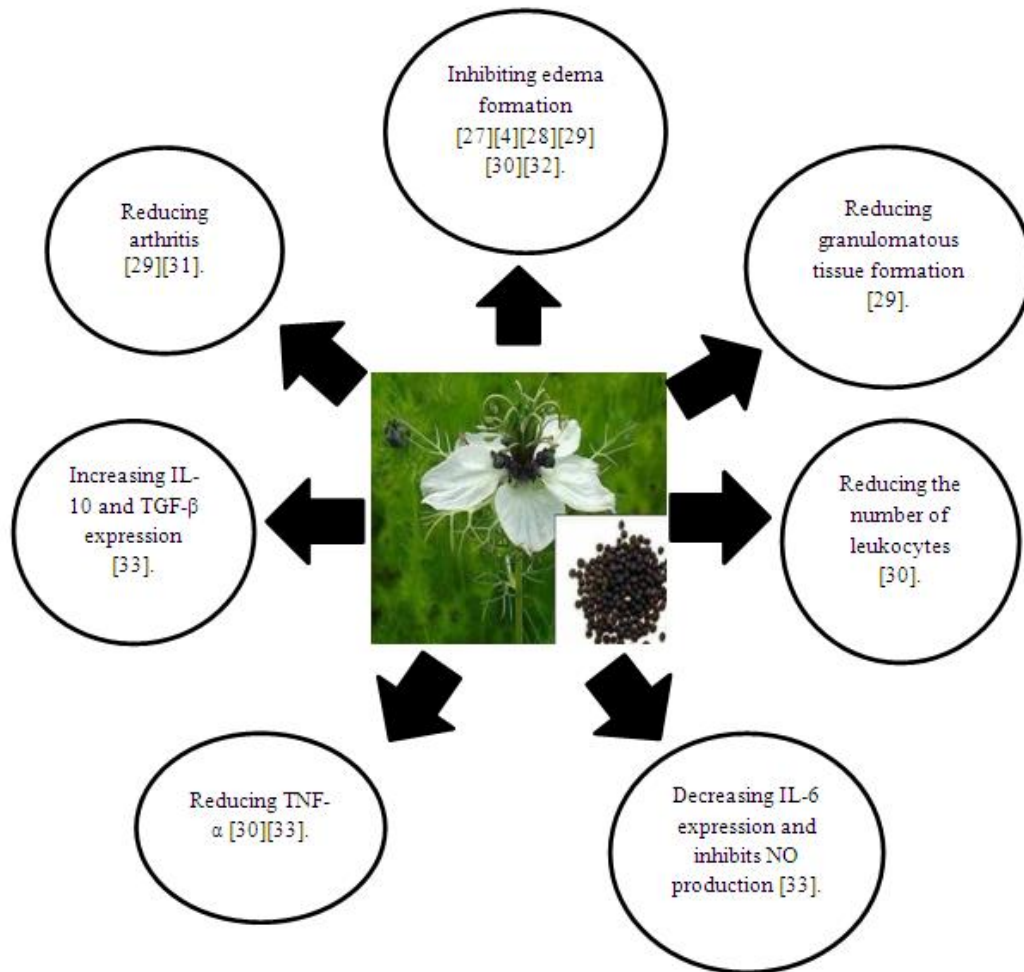 Inhibiting edema
formation
[27][4][28][29]
[30][32].
Reducing
arthritis
[29][31].
Reducing
granulomatous
tissue formation
[29].
Increasing IL-
10 and TGF-β
expression
[33].
Reducing the
number of
leukocytes
[30].
Reducing TNF-
α [30][33].
Decreasing IL-6
expression and
inhibits NO
production [33].